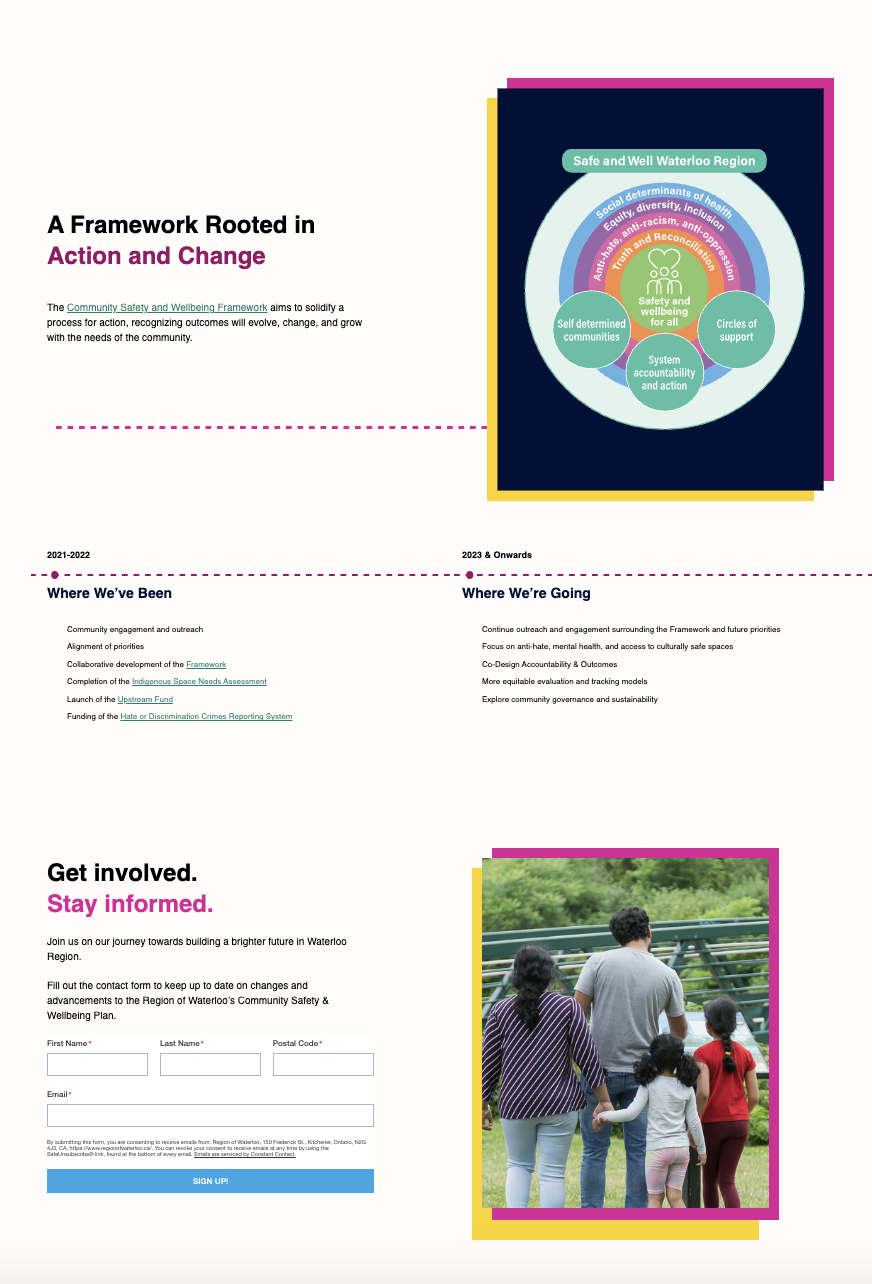 A Framework Rooted in
Action and Change
The Community Safety and Wellbeing Framework aims to solidify a
process for action, recognizing outcomes will evolve, change, and grow
with the needs of the community.
Safe and Well Waterloo Region
Social determinants of health
Equity, diversity, inclusion
Anti-hate, anti-racism, anti-oppression
Truth and Reconciliation
Safety and
wellbeing
for all
Self determined
communities
System
accountability
and action
Circles of
support
2021-2022
Where We've Been
Community engagement and outreach
Alignment of priorities
Collaborative development of the Framework
Completion of the Indigenous Space Needs Assessment
Launch of the Upstream Fund
Funding of the Hate or Discrimination Crimes Reporting System
2023 & Onwards
Where We're Going
Continue outreach and engagement surrounding the Framework and future priorities
Focus on anti-hate, mental health, and access to culturally safe spaces
Co-Design Accountability & Outcomes
More equitable evaluation and tracking models
Explore community governance and sustainability
Get involved.
Stay informed.
Join us on our journey towards building a brighter future in Waterloo
Region.
Fill out the contact form to keep up to date on changes and
advancements to the Region of Waterloo's Community Safety &
Wellbeing Plan.
First Name* Last Name* Postal Code*
Email*
By submitting this form, you are consenting to receive emails from: Region of Waterloo, 150 Frederick St., Kitchener, Ontario, N2G
4J3, CA, https://www.regionofwaterloo.ca/. You can revoke your consent to receive emails at any time by using the
SafeUnsubscribe® link, found at the bottom of every email. Emails are serviced by Constant Contact.
SIGN UP!